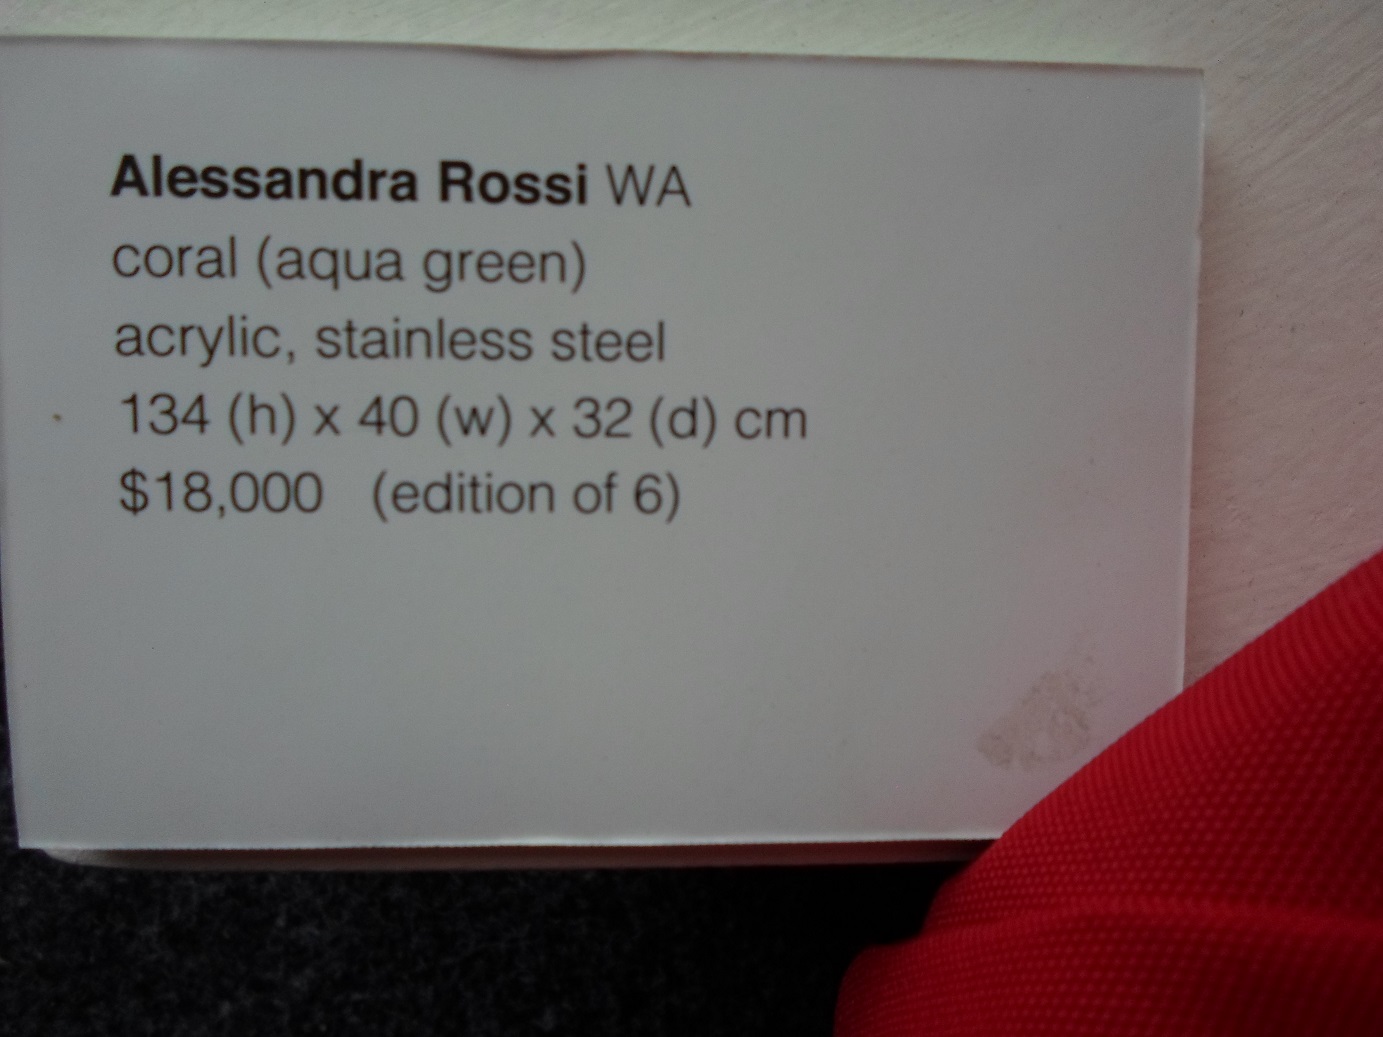 Alessandra Rossi WA
coral (aqua green)
acrylic, stainless steel
134 (h) x 40 (w) x 32 (d) cm
$18,000 (edition of 6)